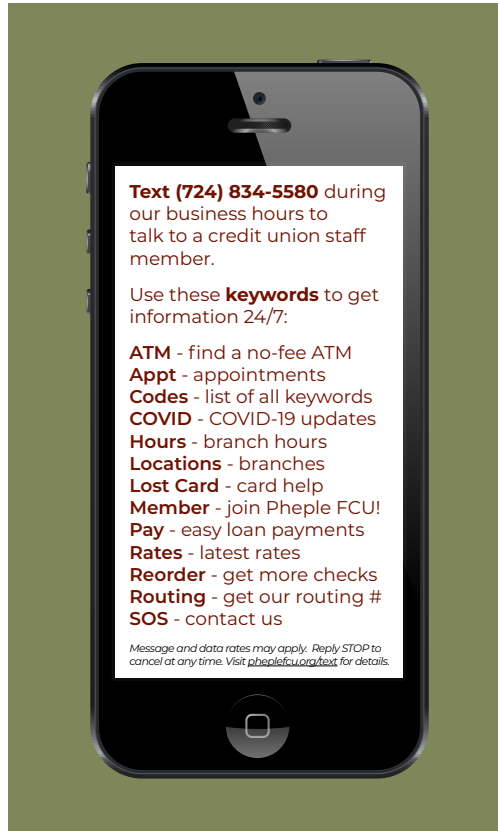 Text (724) 834-5580 during
our business hours to
talk to a credit union staff
member.
Use these keywords to get
information 24/7:
ATM - find a no-fee ATM
Appt - appointments
Codes - list of all keywords
COVID - COVID-19 updates
Hours - branch hours
Locations - branches
Lost Card - card help
Member - join Pheple FCU!
Pay - easy loan payments
Rates - latest rates
Reorder - get more checks
Routing - get our routing #
SOS - contact us
Message and data rates may apply. Reply STOP to
cancel at any time. Visit pheplefcu.org/text for details.